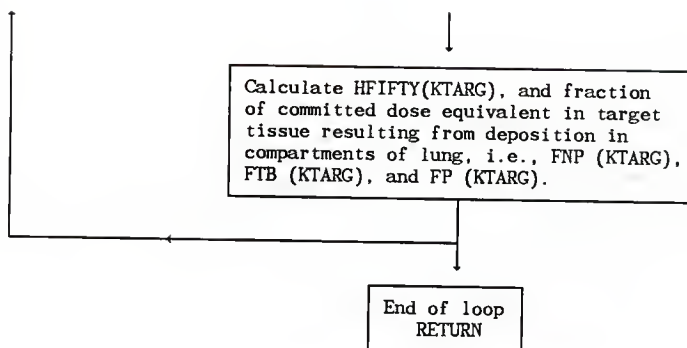 Calculate HFIFTY(KTARG), and fraction
of committed dose equivalent in target
tissue resulting from deposition in
compartments of lung, i.e., FNP (KTARG),
FTB (KTARG), and FP (KTARG).
End of loop
RETURN